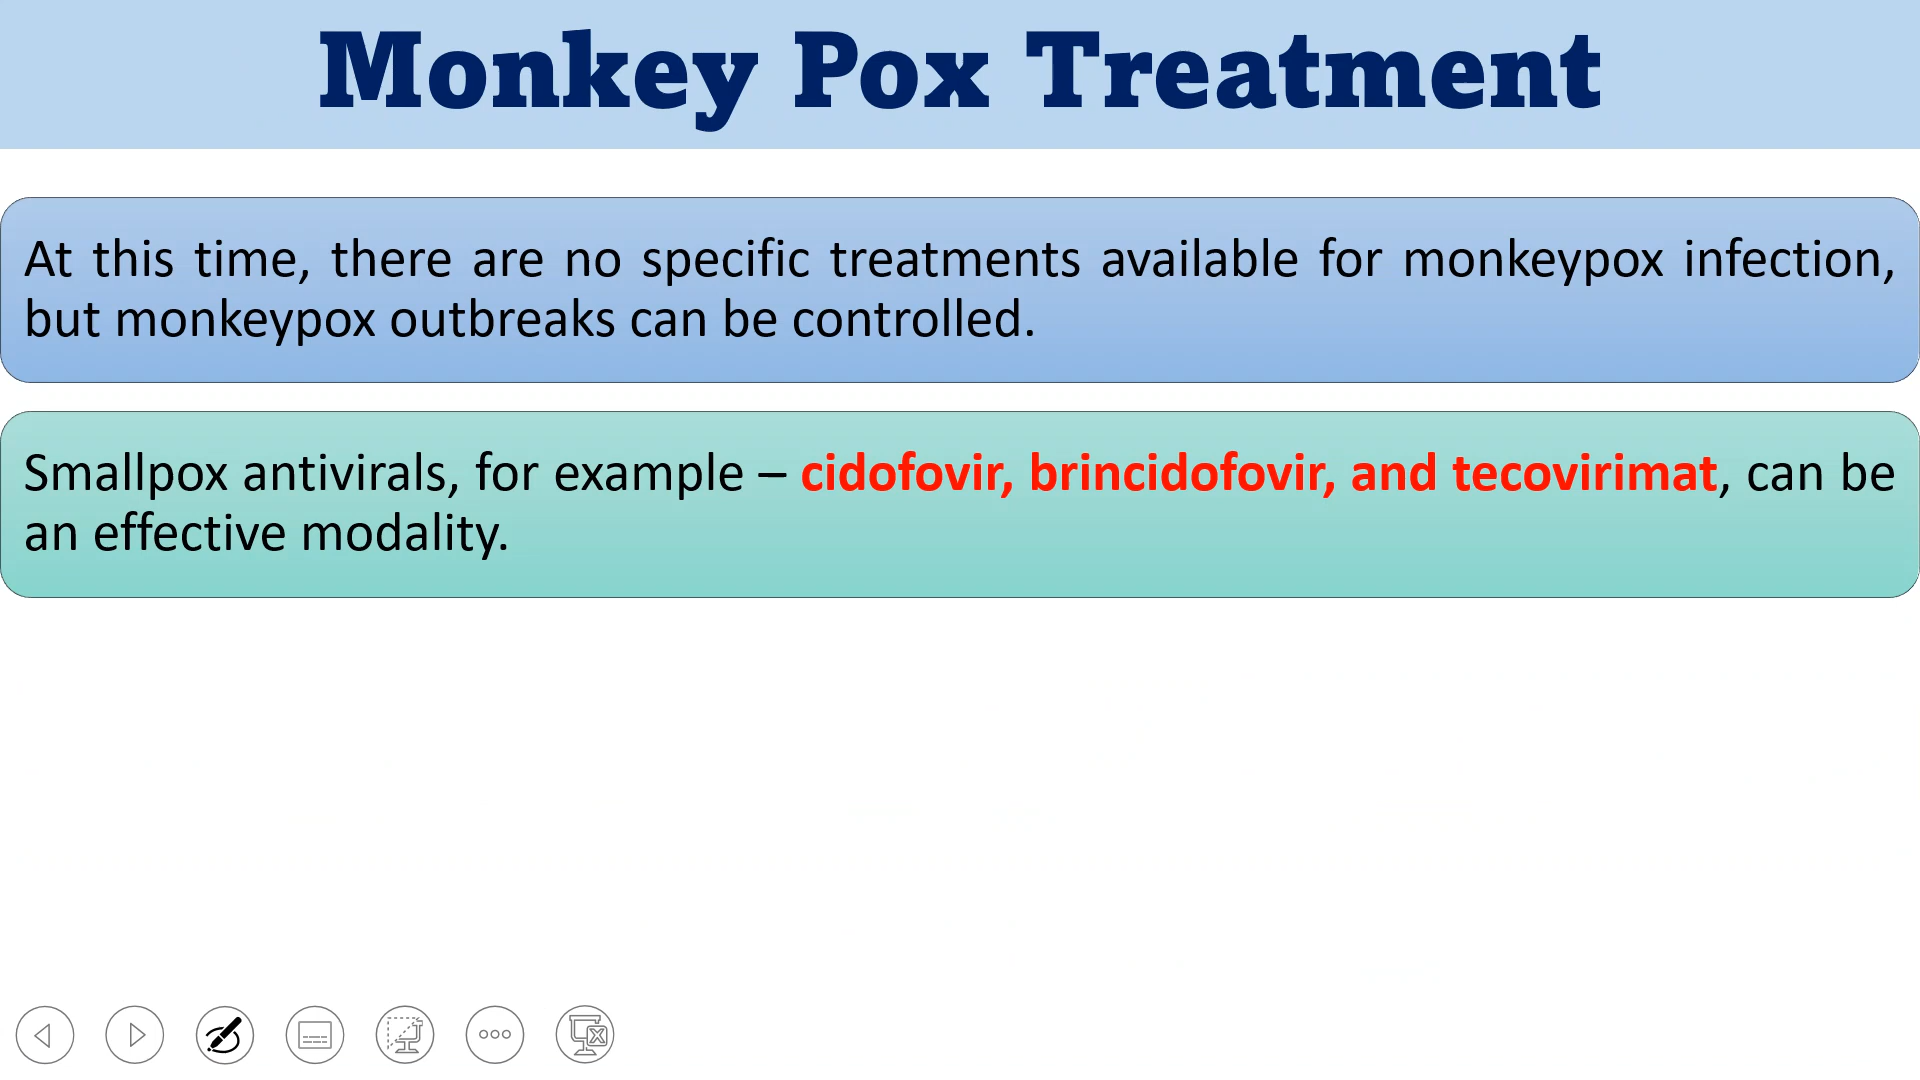 Monkey Pox Treatment
At this time, there are no specific treatments available for monkeypox infection,
but monkeypox outbreaks can be controlled.
Smallpox antivirals, for example – cidofovir, brincidofovir, and tecovirimat, can be
an effective modality.